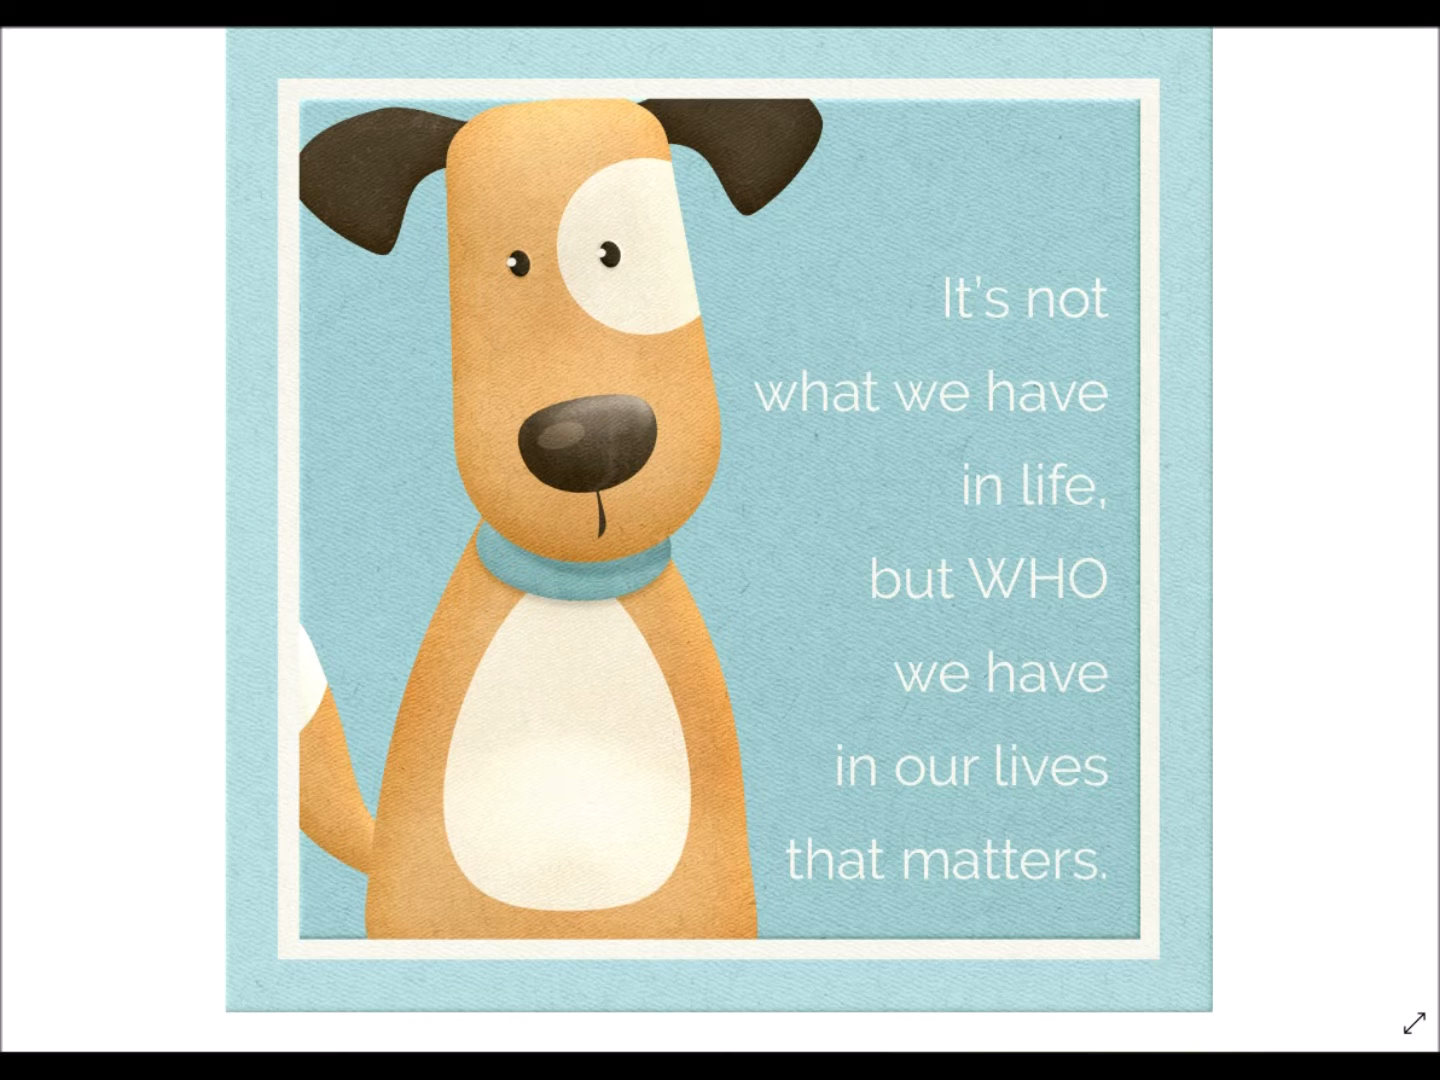 It's not
what we have
in life,
but WHO
we have
in our lives
that matters.